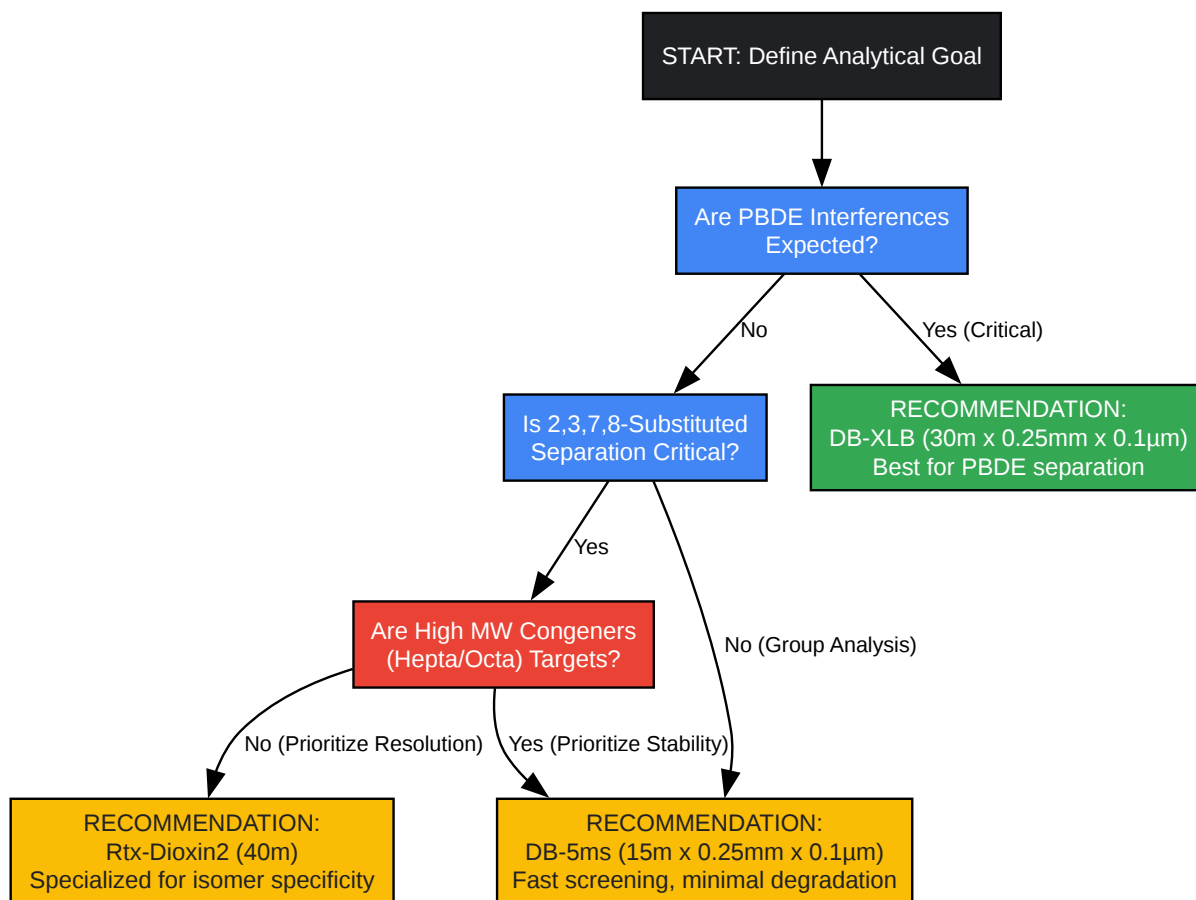 START: Define Analytical Goal
Are PBDE Interferences
Expected?
No
Yes (Critical)
Is 2,3,7,8-Substituted
Separation Critical?
RECOMMENDATION:
DB-XLB (30m x 0.25mm x 0.1µm)
Best for PBDE separation
Yes
No (Group Analysis)
Are High MW Congeners
(Hepta/Octa) Targets?
No (Prioritize Resolution)
Yes (Prioritize Stability)
RECOMMENDATION:
Rtx-Dioxin2 (40m)
Specialized for isomer specificity
RECOMMENDATION:
DB-5ms (15m x 0.25mm x 0.1µm)
Fast screening, minimal degradation